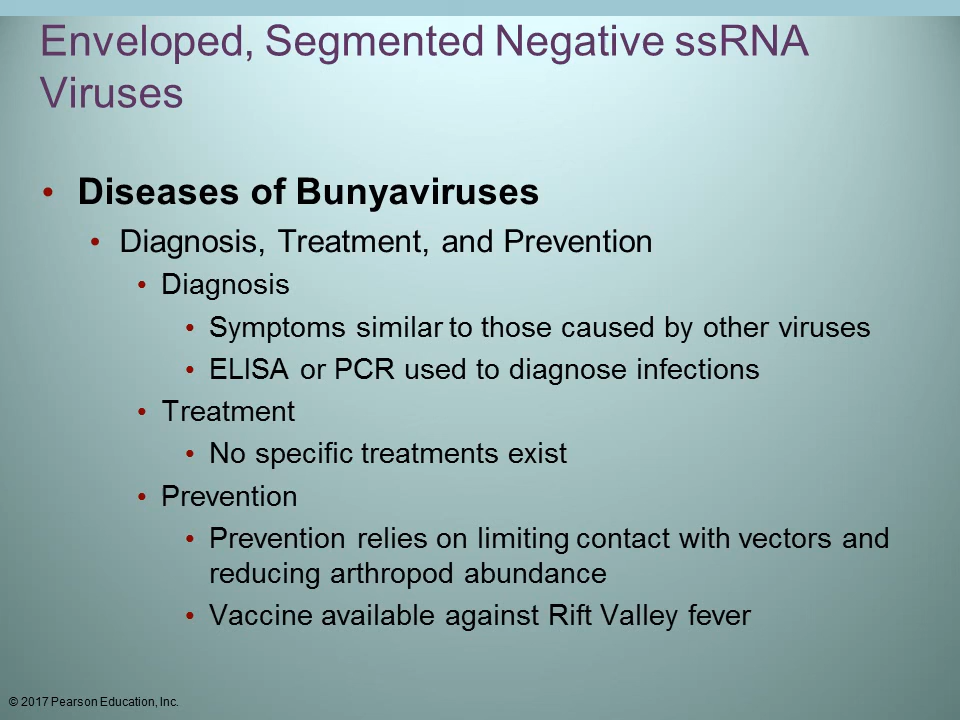 Enveloped, Segmented Negative ssRNA
Viruses
• Diseases of Bunyaviruses
• Diagnosis, Treatment, and Prevention
• Diagnosis
• Symptoms similar to those caused by other viruses
• ELISA or PCR used to diagnose infections
• Treatment
• No specific treatments exist
• Prevention
• Prevention relies on limiting contact with vectors and
reducing arthropod abundance
• Vaccine available against Rift Valley fever
© 2017 Pearson Education, Inc.